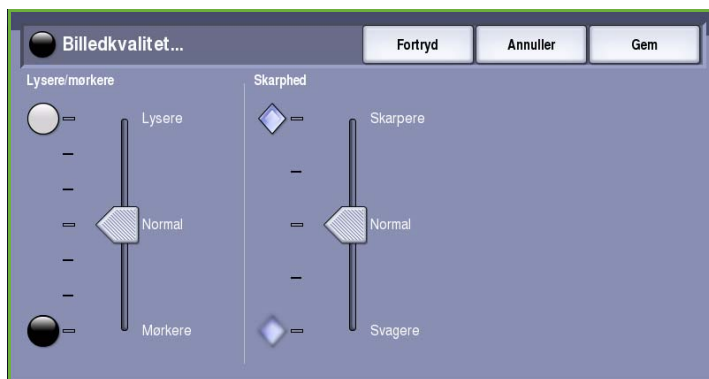 Billedkvalitet...
Fortryd
Annuller
Gem
Lysere/mørkere
Skarphed
Lysere
Skarpere
Normal
Normal
Mørkere
Svagere